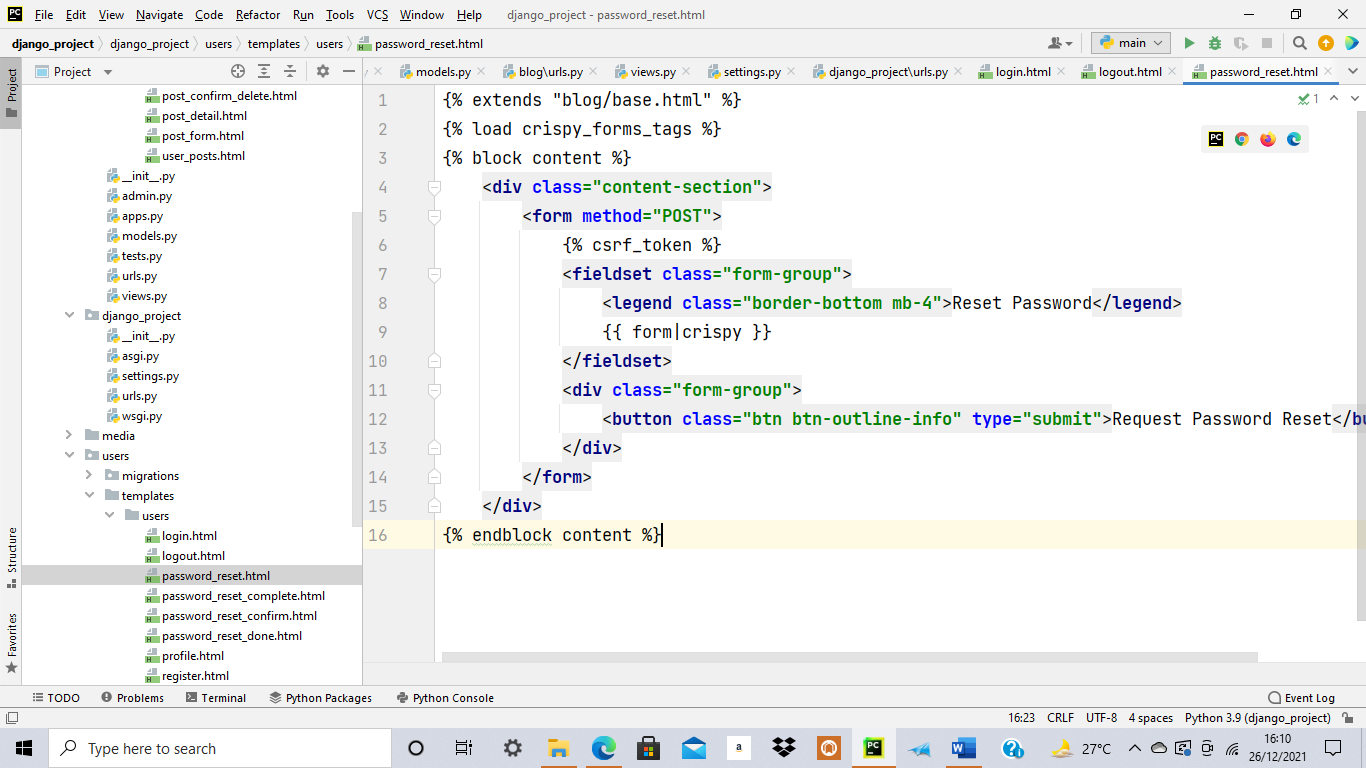 PC File Edit View Navigate Code Refactor Run Tools VCS Window Help django_project - password_reset.html
django_project django_project users templates users password_reset.html main
Project models.py blog\urls.py views.py settings.py django_project\urls.py login.html logout.html password_reset.html
Project
Structure
Favorites
post_confirm_delete.html
post_detail.html
post_form.html
user_posts.html
__init__.py
admin.py
apps.py
models.py
tests.py
urls.py
views.py
django_project
__init__.py
asgi.py
settings.py
urls.py
wsgi.py
media
users
migrations
templates
users
login.html
logout.html
password_reset.html
password_reset_complete.html
password_reset_confirm.html
password_reset_done.html
profile.html
register.html
1 {% extends "blog/base.html" %}
2 {% load crispy_forms_tags %}
3 {% block content %}
4 <div class="content-section">
5 <form method="POST">
6 {% csrf_token %}
7 <fieldset class="form-group">
8 <legend class="border-bottom mb-4">Reset Password</legend>
9 {{ form|crispy }}
10 </fieldset>
11 <div class="form-group">
12 <button class="btn btn-outline-info" type="submit">Request Password Reset</bu
13 </div>
14 </form>
15 </div>
16 {% endblock content %}
1
PC
TODO Problems Terminal Python Packages Python Console Event Log
16:23 CRLF UTF-8 4 spaces Python 3.9 (django_project)
Type here to search a PC W 27°C 16:10
26/12/2021